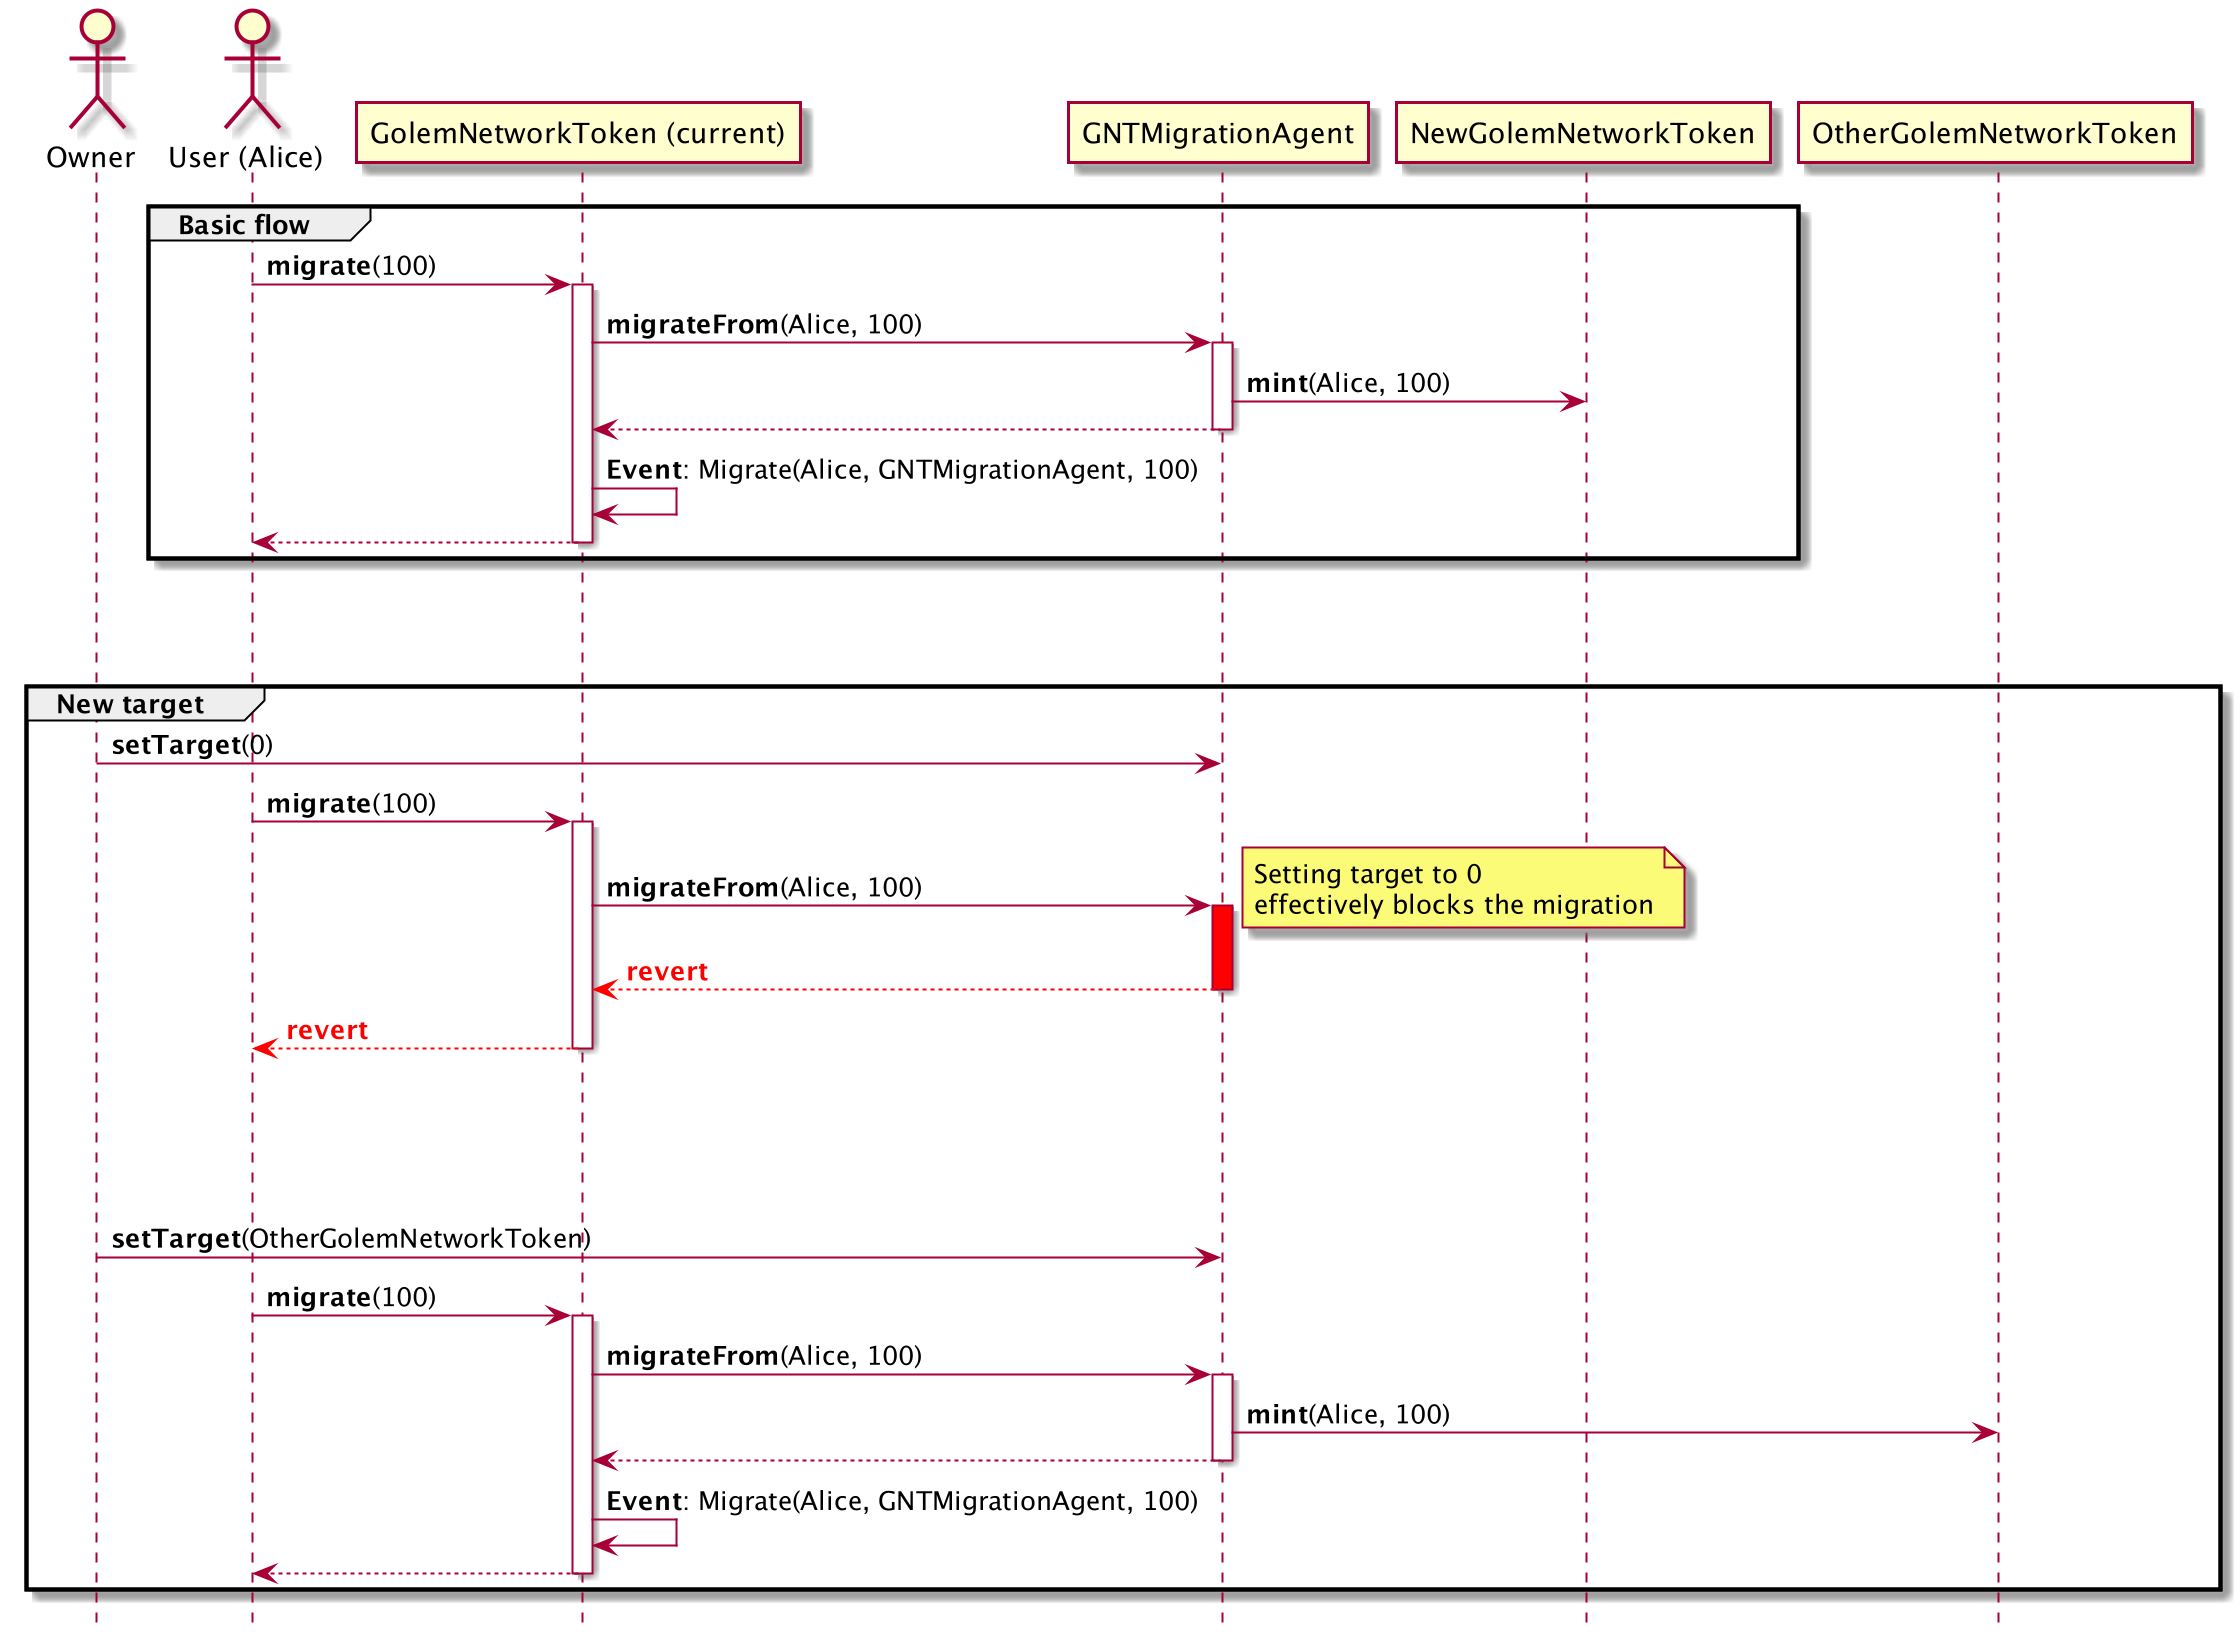 Owner
User (Alice)
GolemNetworkToken (current)
GNTMigrationAgent
NewGolemNetworkToken
OtherGolemNetworkToken
Basic flow
migrate(100)
migrateFrom(Alice, 100)
mint(Alice, 100)
Event: Migrate(Alice, GNTMigrationAgent, 100)
New target
setTarget(0)
migrate(100)
Setting target to 0
effectively blocks the migration
migrateFrom(Alice, 100)
revert
revert
setTarget(OtherGolemNetworkToken)
migrate(100)
migrateFrom(Alice, 100)
mint(Alice, 100)
Event: Migrate(Alice, GNTMigrationAgent, 100)